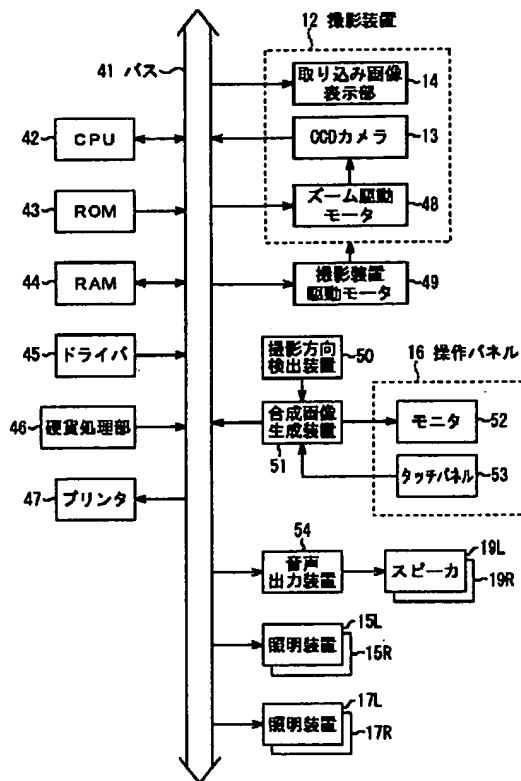 12 撮影装置
41 バス
取り込み画像
表示部
14
42
CPU
CCDカメラ
13
43
ROM
ズーム駆動
モータ
48
44
RAM
撮影装置
駆動モータ
49
45
ドライバ
撮影方向
検出装置
50
16 操作パネル
46
硬貨処理部
合成画像
生成装置
51
モニタ
52
タッチパネル
53
47
プリンタ
54
音声
出力装置
19L
スピーカ
19R
15L
照明装置
15R
17L
照明装置
17R